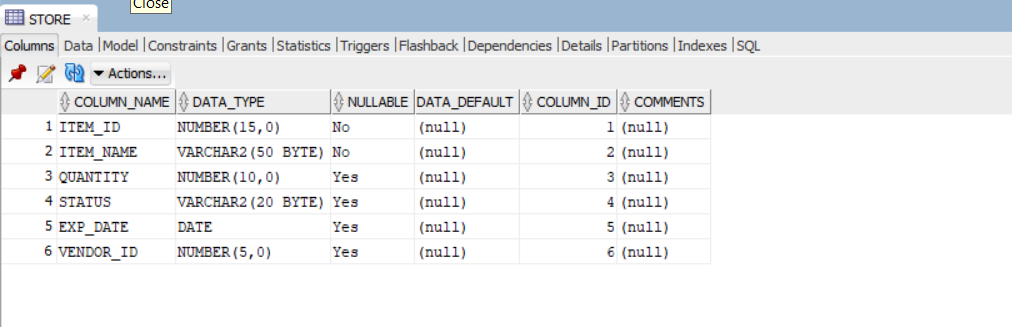 Close
STORE
Columns Data Model Constraints Grants Statistics Triggers Flashback Dependencies Details Partitions Indexes SQL
Actions...
COLUMN_NAME DATA_TYPE NULLABLE DATA_DEFAULT COLUMN_ID COMMENTS
1 ITEM_ID NUMBER(15,0) No (null) 1 (null)
2 ITEM_NAME VARCHAR2(50 BYTE) No (null) 2 (null)
3 QUANTITY NUMBER(10,0) Yes (null) 3 (null)
4 STATUS VARCHAR2(20 BYTE) Yes (null) 4 (null)
5 EXP_DATE DATE Yes (null) 5 (null)
6 VENDOR_ID NUMBER(5,0) Yes (null) 6 (null)